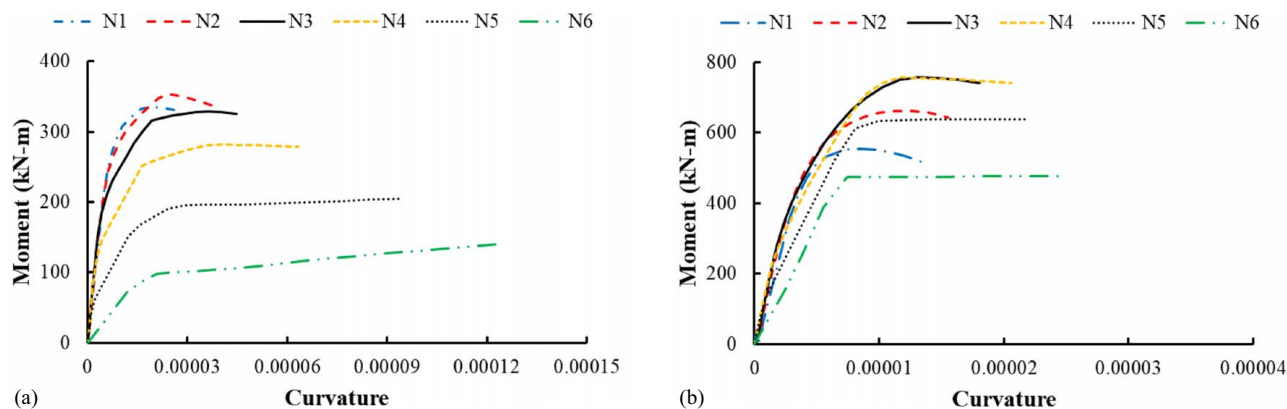 N1 N2 N3 N4 N5 N6
400
300
200
100
0
Moment (kN-m)
0 0.00003 0.00006 0.00009 0.00012 0.00015
Curvature
(a)
N1 N2 N3 N4 N5 N6
800
600
400
200
0
Moment (kN-m)
0 0.00001 0.00002 0.00003 0.00004
Curvature
(b)